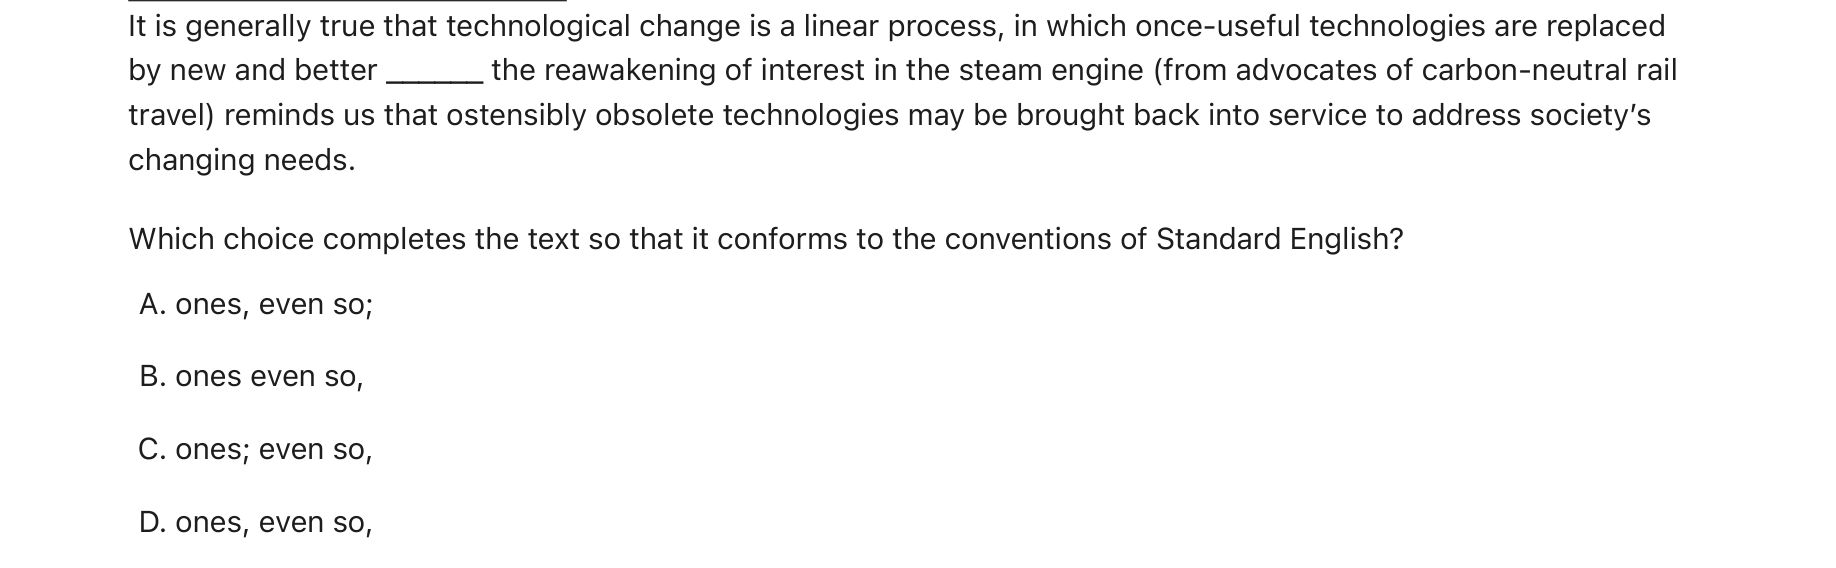 It is generally true that technological change is a linear process, in which once-useful technologies are replaced
by new and better ______ the reawakening of interest in the steam engine (from advocates of carbon-neutral rail
travel) reminds us that ostensibly obsolete technologies may be brought back into service to address society’s
changing needs.
Which choice completes the text so that it conforms to the conventions of Standard English?
A. ones, even so;
B. ones even so,
C. ones; even so,
D. ones, even so,